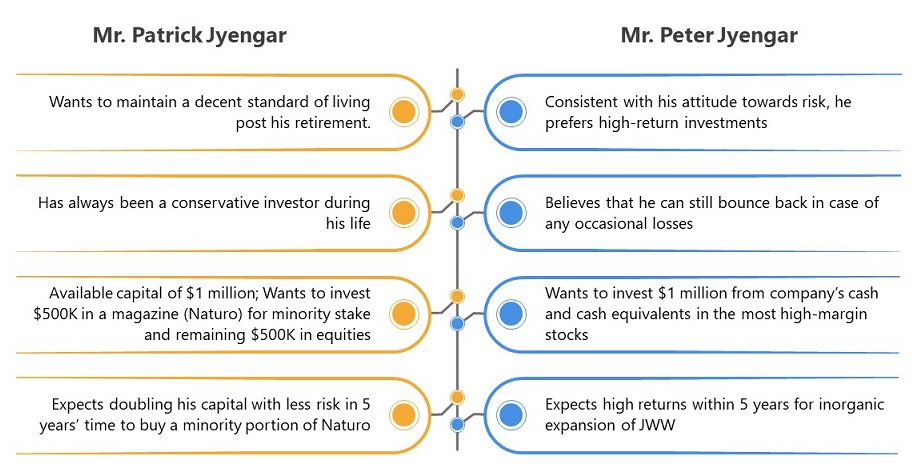 Mr. Patrick Jyengar
Mr. Peter Jyengar
Wants to maintain a decent standard of living
post his retirement.
Consistent with his attitude towards risk, he
prefers high-return investments
Has always been a conservative investor during
his life
Believes that he can still bounce back in case of
any occasional losses
Available capital of $1 million; Wants to invest
$500K in a magazine (Naturo) for minority stake
and remaining $500K in equities
Wants to invest $1 million from company's cash
and cash equivalents in the most high-margin
stocks
Expects doubling his capital with less risk in 5
years' time to buy a minority portion of Naturo
Expects high returns within 5 years for inorganic
expansion of JWW